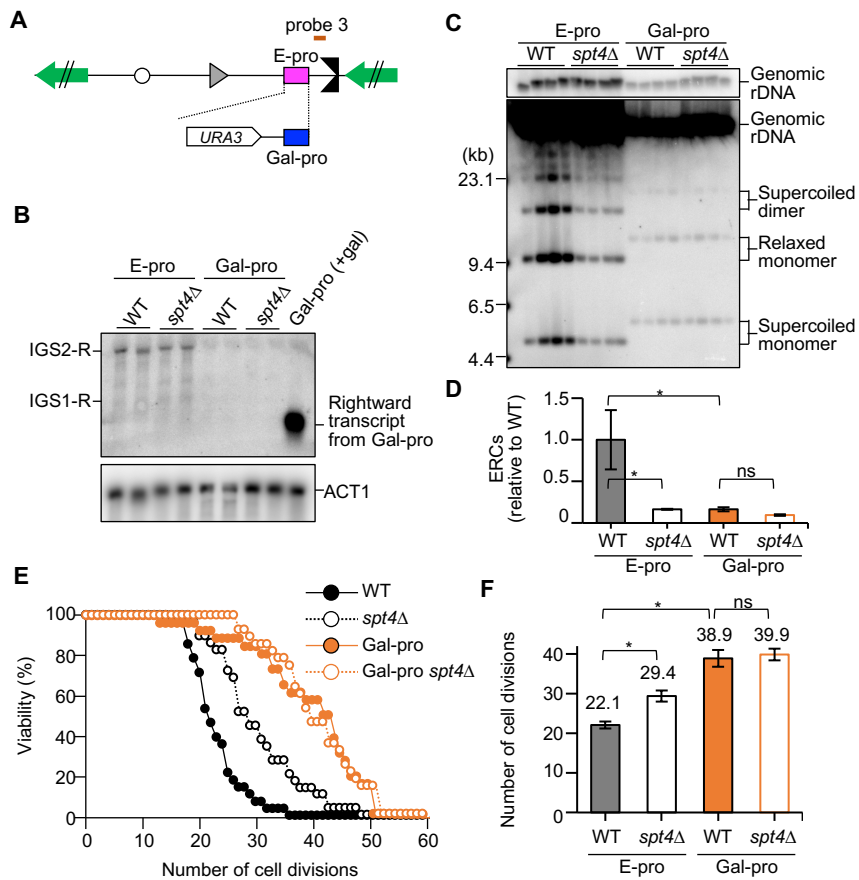 A
probe 3
E-pro
URA3
Gal-pro
B
E-pro
Gal-pro
Gal-pro (+gal)
WT
spt4Δ
WT
spt4Δ
IGS2-R
IGS1-R
Rightward
transcript
from Gal-pro
ACT1
C
E-pro
Gal-pro
WT
spt4Δ
WT
spt4Δ
Genomic
rDNA
Genomic
rDNA
(kb)
23.1
Supercoiled
dimer
Relaxed
monomer
9.4
6.5
Supercoiled
monomer
4.4
D
ERCs
(relative to WT)
1.5
1.0
0.5
0
*
*
ns
WT
spt4Δ
WT
spt4Δ
E-pro
Gal-pro
E
WT
spt4Δ
Gal-pro
Gal-pro spt4Δ
Viability (%)
100
80
60
40
20
0
0
10
20
30
40
50
60
Number of cell divisions
F
Number of cell divisions
40
30
20
10
0
*
*
ns
22.1
29.4
38.9
39.9
WT
spt4Δ
WT
spt4Δ
E-pro
Gal-pro